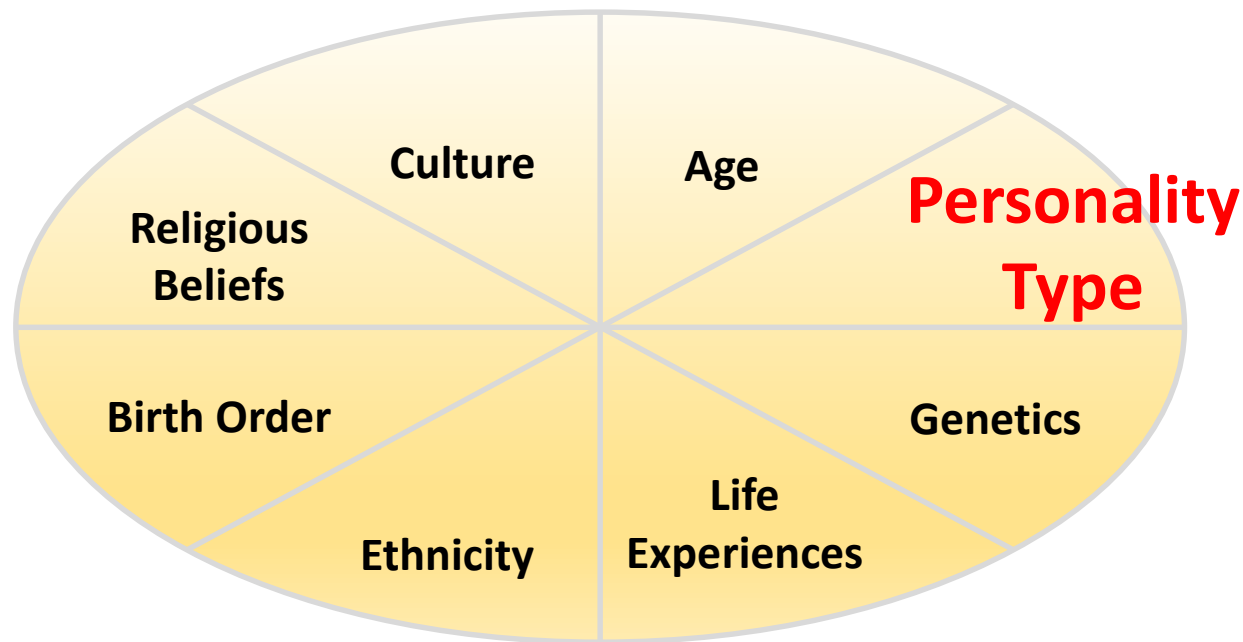 Culture
Age
Personality
Type
Religious
Beliefs
Birth Order
Genetics
Life
Experiences
Ethnicity